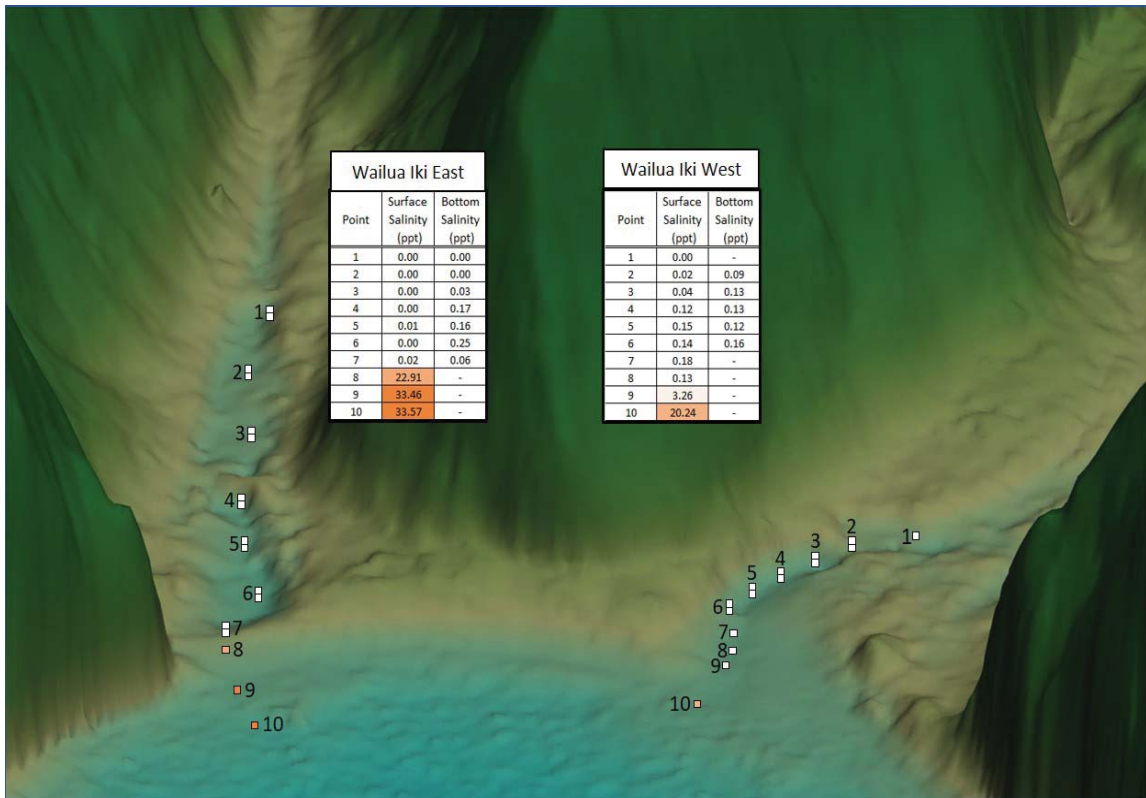 Wailua Iki East
Point Surface Salinity (ppt) Bottom Salinity (ppt)
1 0.00 0.00
2 0.00 0.00
3 0.00 0.03
4 0.00 0.17
5 0.01 0.16
6 0.00 0.25
7 0.02 0.06
8 22.91 -
9 33.46 -
10 33.57 -
Wailua Iki West
Point Surface Salinity (ppt) Bottom Salinity (ppt)
1 0.00 -
2 0.02 0.09
3 0.04 0.13
4 0.12 0.13
5 0.15 0.12
6 0.14 0.16
7 0.18 -
8 0.13 -
9 3.26 -
10 20.24 -
1
2
3
4
5
6
7
8
9
10
1
2
3
4
5
6
7
8
9
10